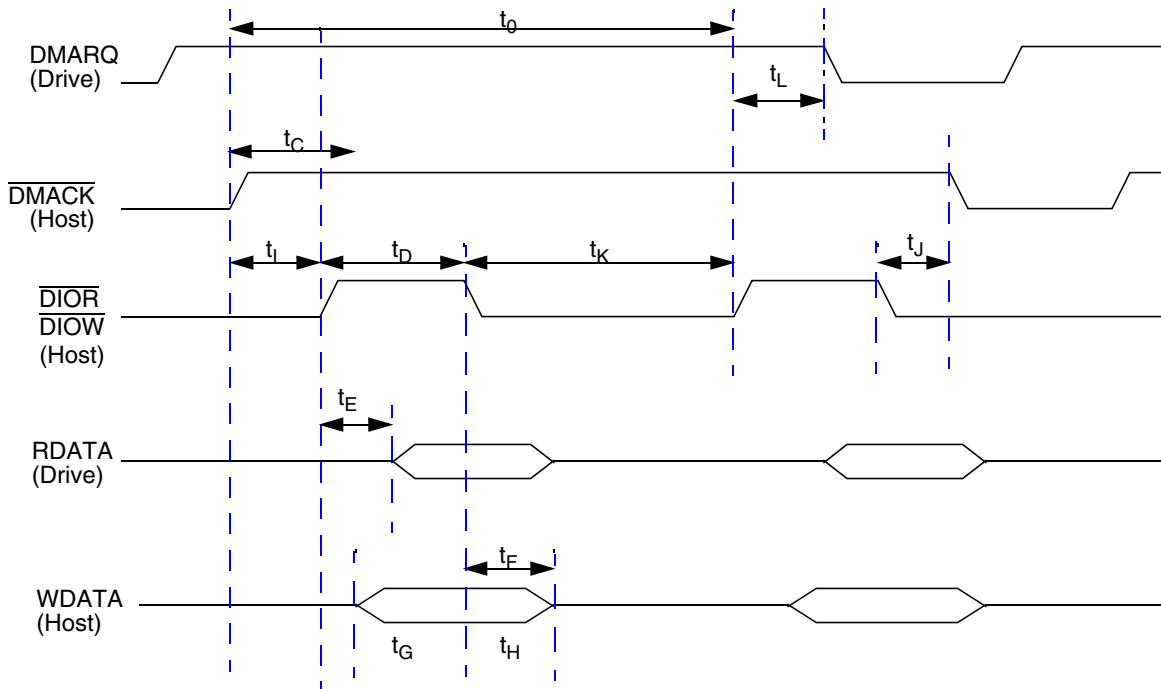 t0
DMARQ
(Drive)
tL
tC
DMACK
(Host)
tI
tD
tK
tJ
DIOR
DIOW
(Host)
tE
RDATA
(Drive)
tF
WDATA
(Host)
tG
tH